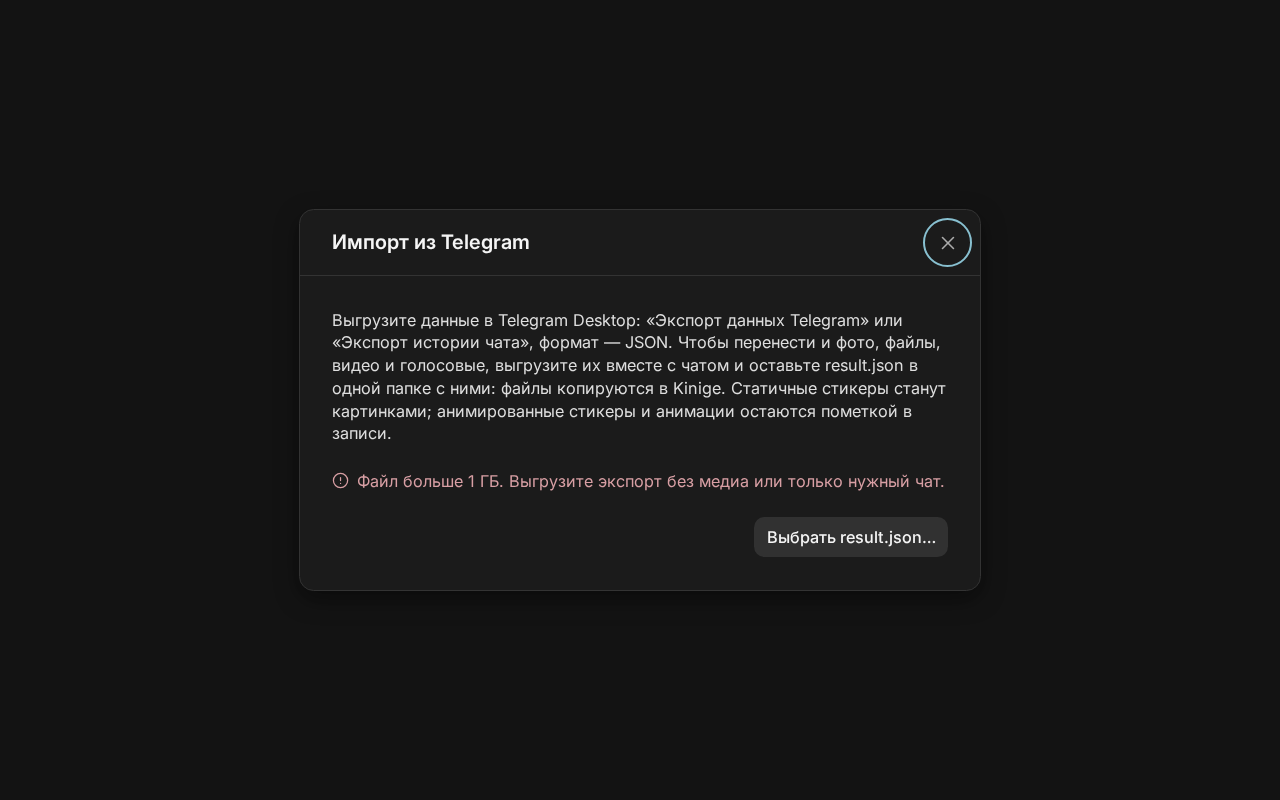 Импорт из Telegram
Выгрузите данные в Telegram Desktop: «Экспорт данных Telegram» или
«Экспорт истории чата», формат — JSON. Чтобы перенести и фото, файлы,
видео и голосовые, выгрузите их вместе с чатом и оставьте result.json в
одной папке с ними: файлы копируются в Kinige. Статичные стикеры станут
картинками; анимированные стикеры и анимации остаются пометкой в
записи.
Файл больше 1 ГБ. Выгрузите экспорт без медиа или только нужный чат.
Выбрать result.json…